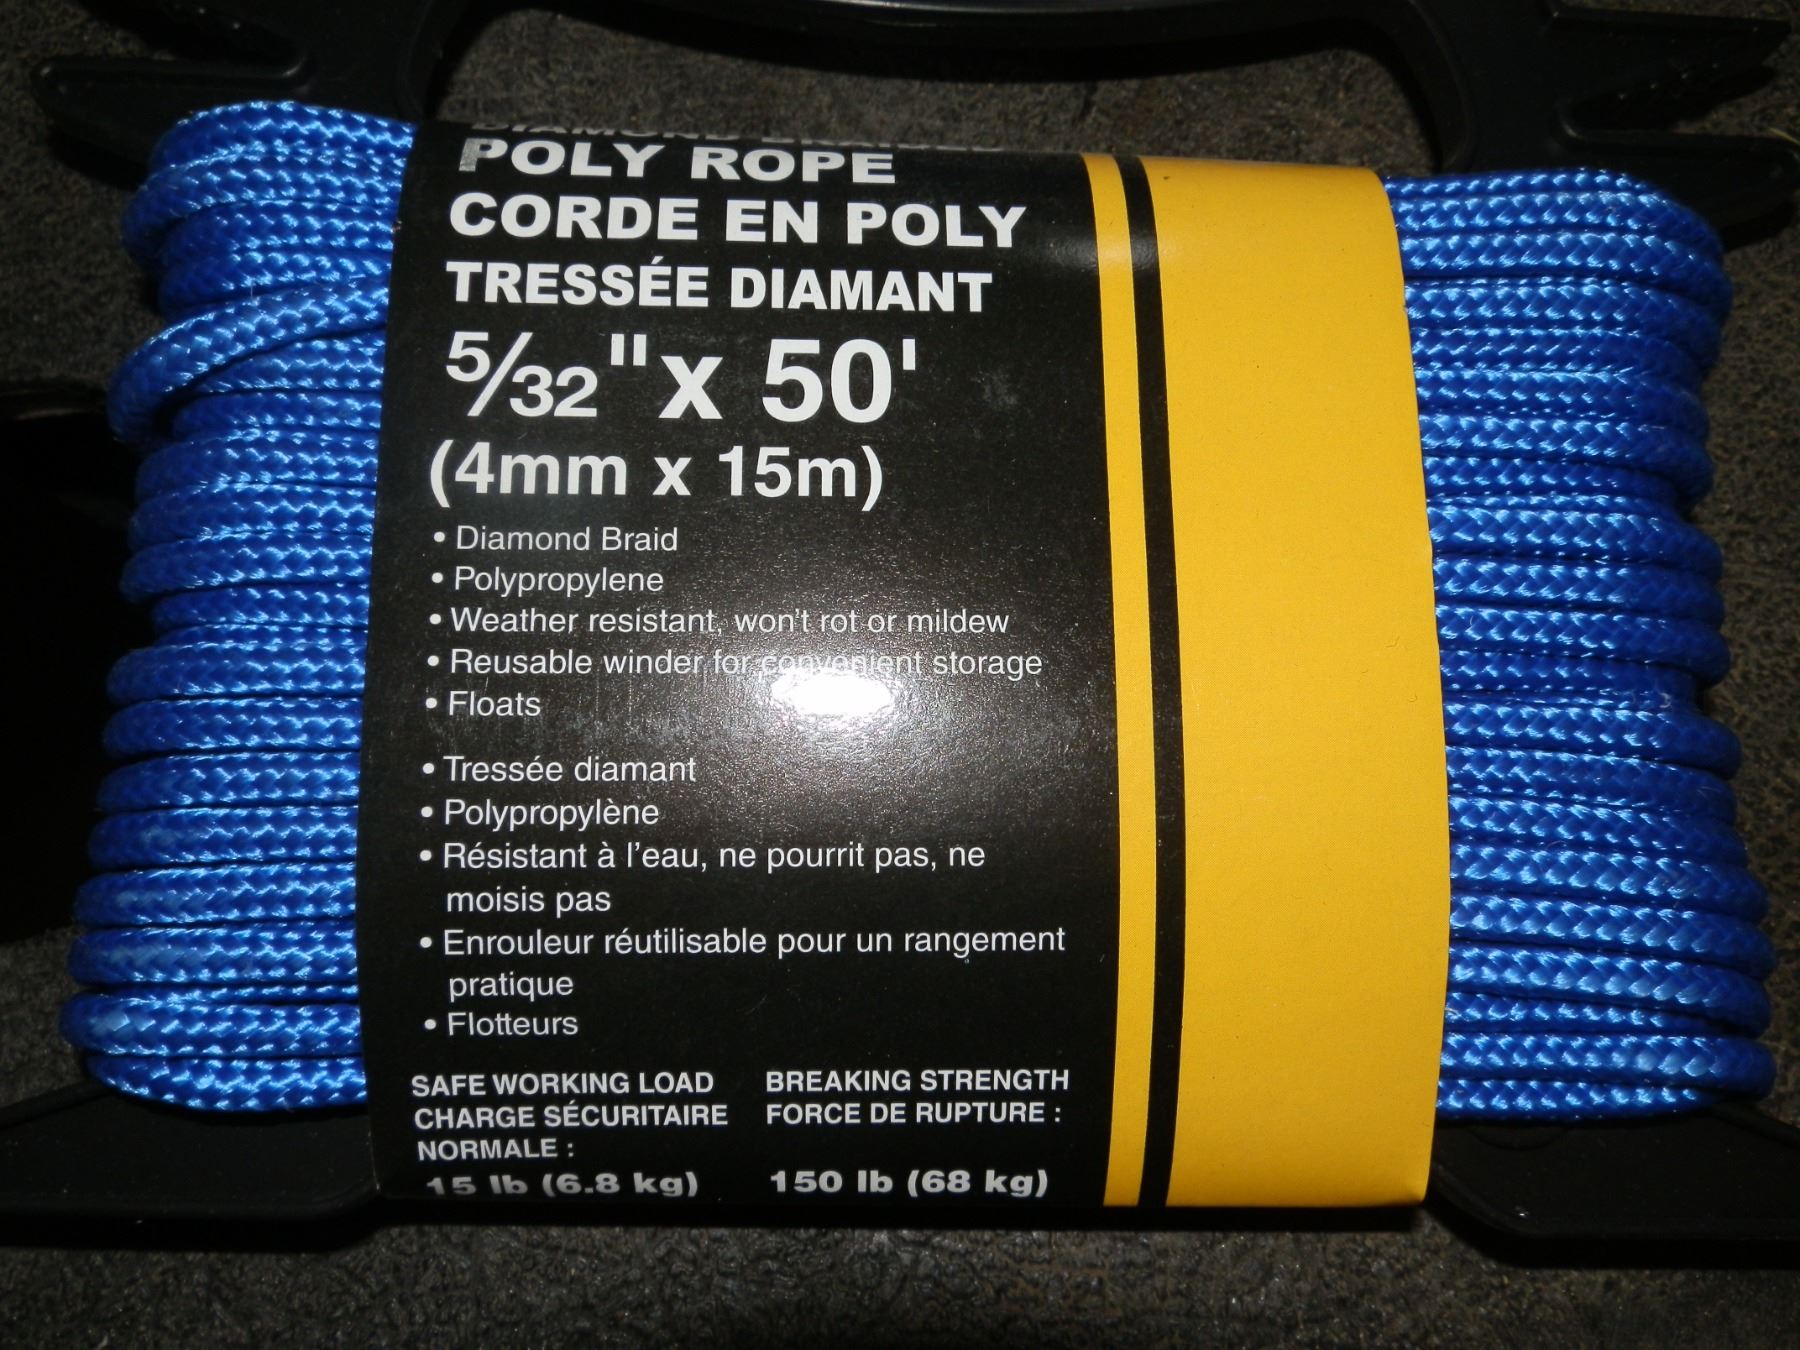 DIAMOND BRAIDED
POLY ROPE
CORDE EN POLY
TRESSÉE DIAMANT
5/32" x 50'
(4mm x 15m)
• Diamond Braid
• Polypropylene
• Weather resistant, won't rot or mildew
• Reusable winder for convenient storage
• Floats
• Tressée diamant
• Polypropylène
• Résistant à l'eau, ne pourrit pas, ne
moisis pas
• Enrouleur réutilisable pour un rangement
pratique
• Flotteurs
SAFE WORKING LOAD
CHARGE SÉCURITAIRE
NORMALE :
15 lb (6.8 kg)
BREAKING STRENGTH
FORCE DE RUPTURE :
150 lb (68 kg)